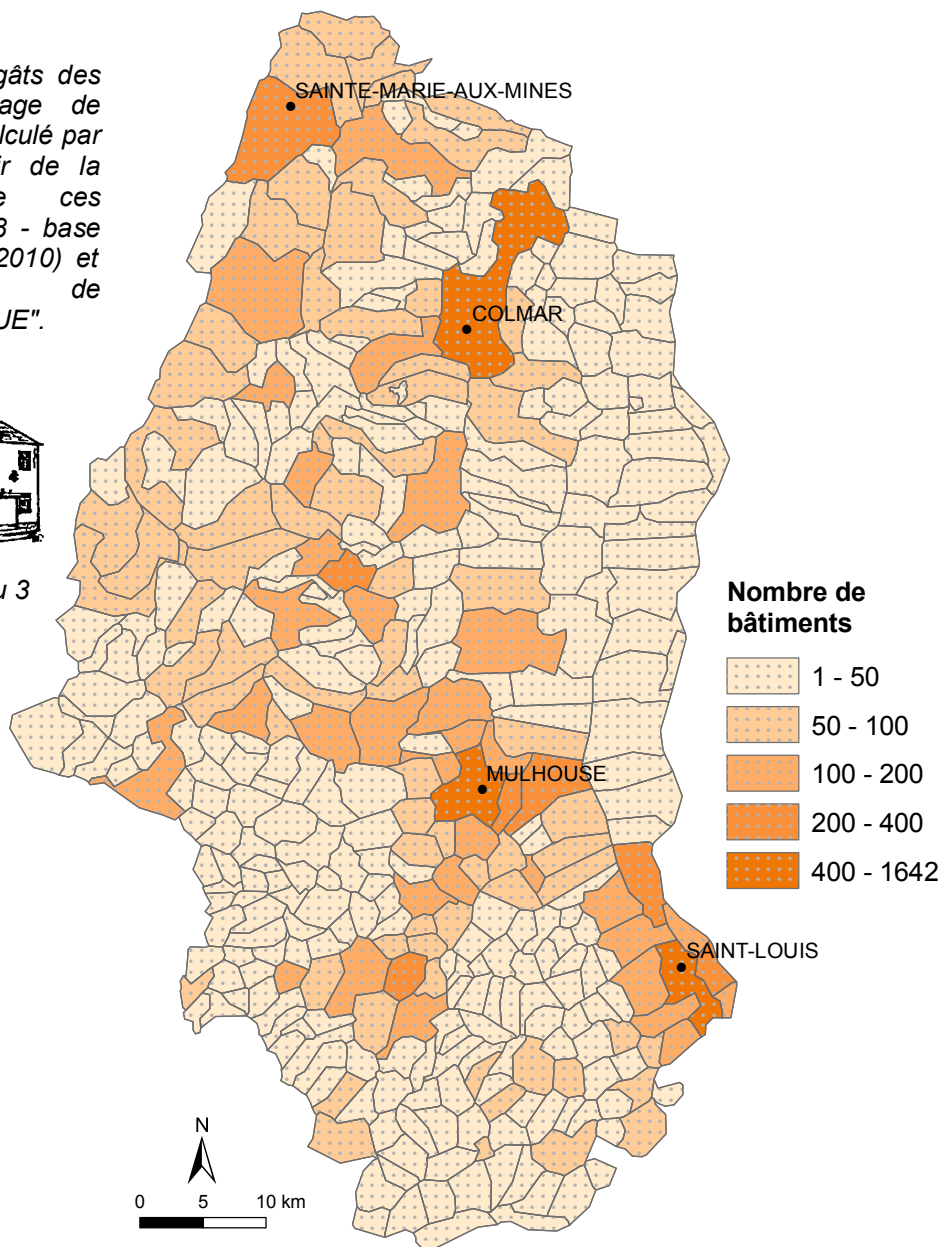 gâts des
age de
lculé par
ir de la
e ces
3 - base
2010) et
de
UE".
u 3
SAINTE-MARIE-AUX-MINES
COLMAR
MULHOUSE
SAINT-LOUIS
Nombre de
bâtiments
1 - 50
50 - 100
100 - 200
200 - 400
400 - 1642
N
0 5 10 km